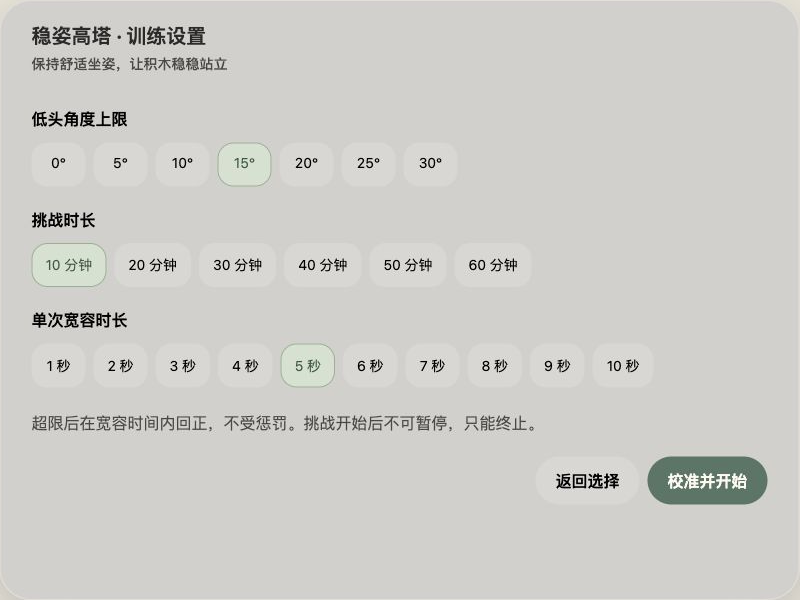 稳姿高塔 · 训练设置
保持舒适坐姿，让积木稳稳站立
低头角度上限
0° 5° 10° 15° 20° 25° 30°
挑战时长
10 分钟 20 分钟 30 分钟 40 分钟 50 分钟 60 分钟
单次宽容时长
1 秒 2 秒 3 秒 4 秒 5 秒 6 秒 7 秒 8 秒 9 秒 10 秒
超限后在宽容时间内回正，不受惩罚。挑战开始后不可暂停，只能终止。
返回选择 校准并开始